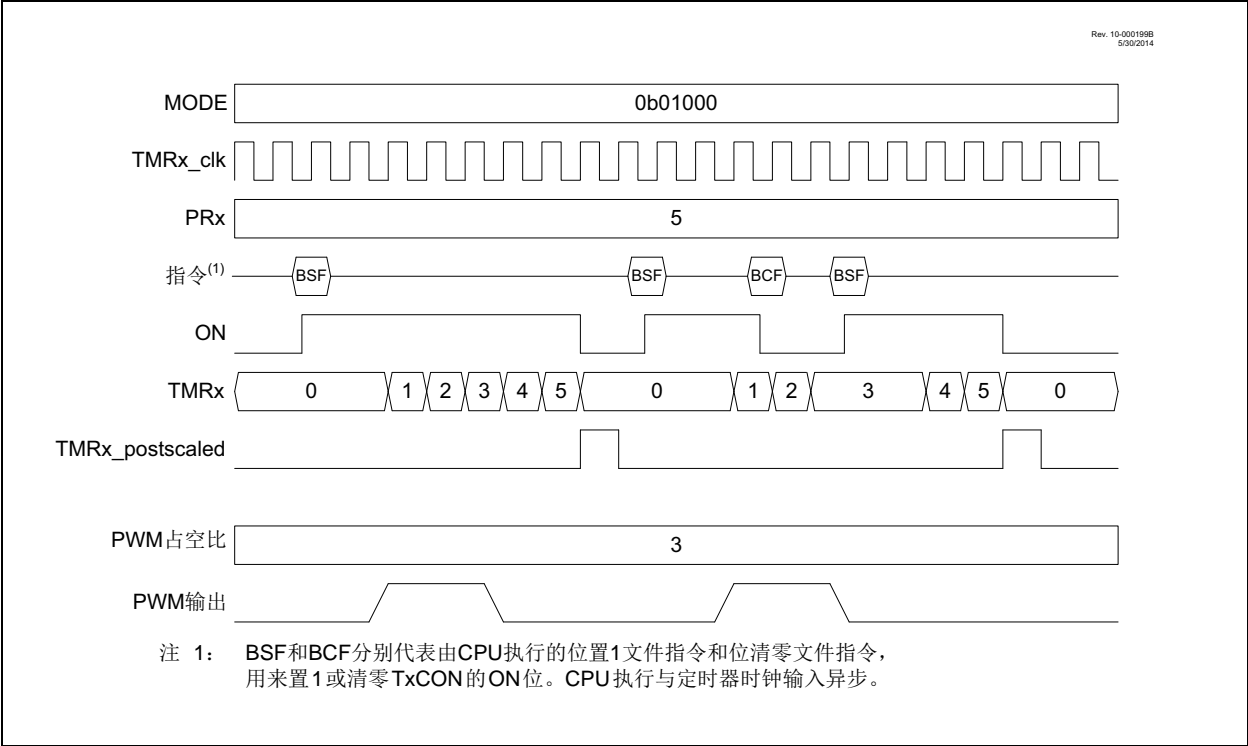 Rev. 10-000199B
5/30/2014
MODE 0b01000
TMRx_clk
PRx 5
指令(1) BSF BSF BCF BSF
ON
TMRx 0 1 2 3 4 5 0 1 2 3 4 5 0
TMRx_postscaled
PWM占空比 3
PWM输出
注 1： BSF和BCF分别代表由CPU执行的位置1文件指令和位清零文件指令，
用来置1或清零TxCON的ON位。CPU执行与定时器时钟输入异步。